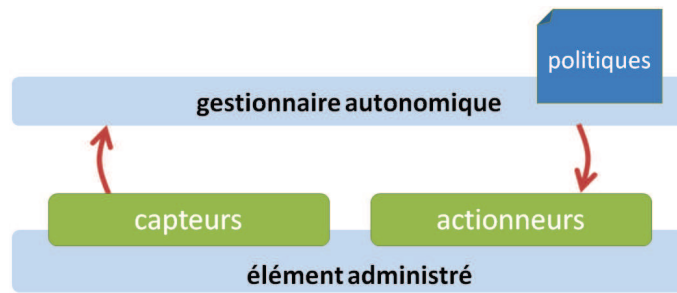 politiques
gestionnaire autonomique
capteurs
actionneurs
élément administré